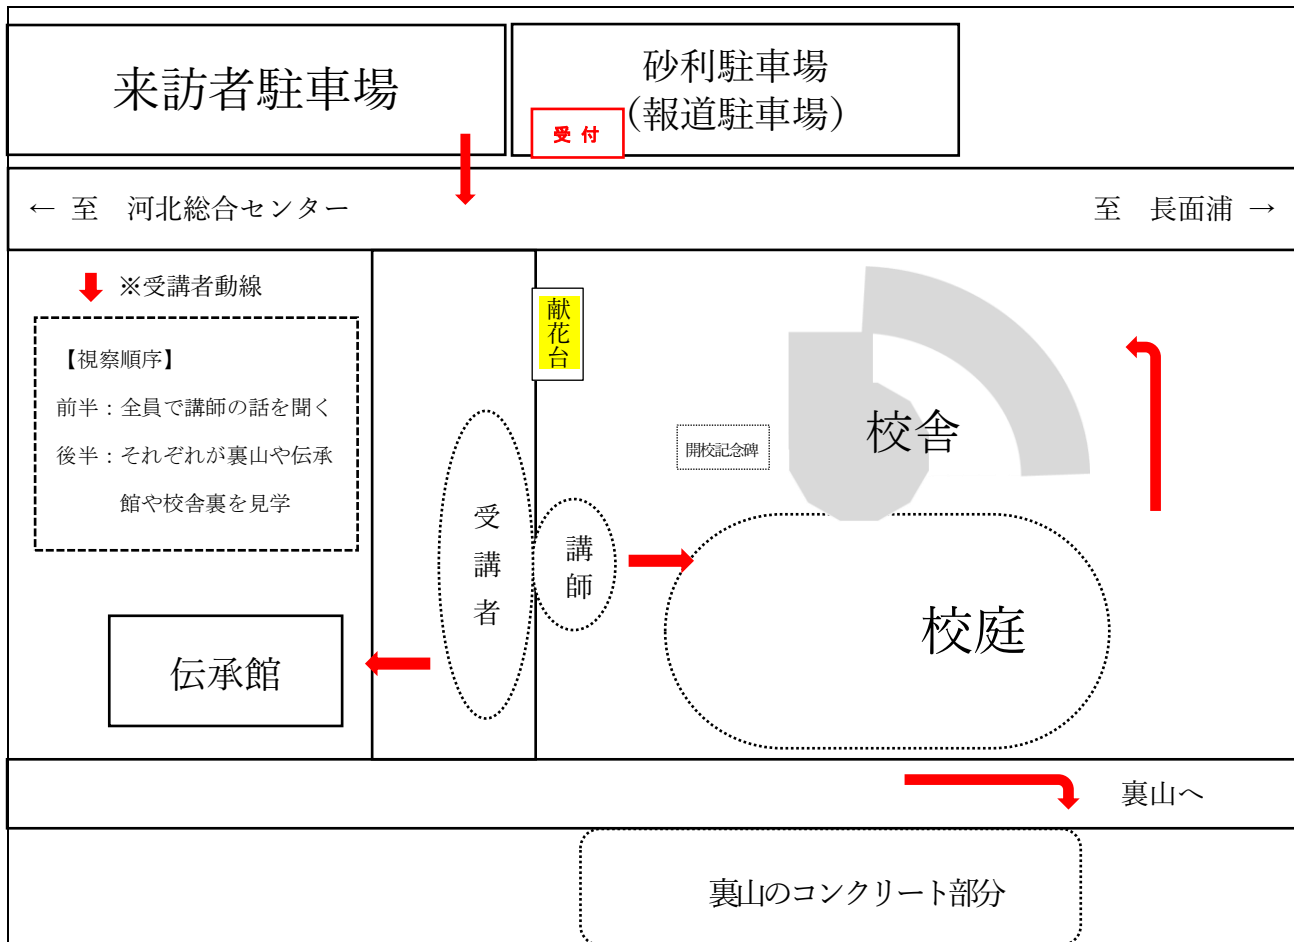 来訪者駐車場
砂利駐車場
(報道駐車場)
受 付
← 至 河北総合センター
至 長面浦 →
※受講者動線
【視察順序】
前半：全員で講師の話を聞く
後半：それぞれが裏山や伝承
館や校舎裏を見学
献花台
開校記念碑
校舎
受講者
講師
校庭
伝承館
裏山へ
裏山のコンクリート部分